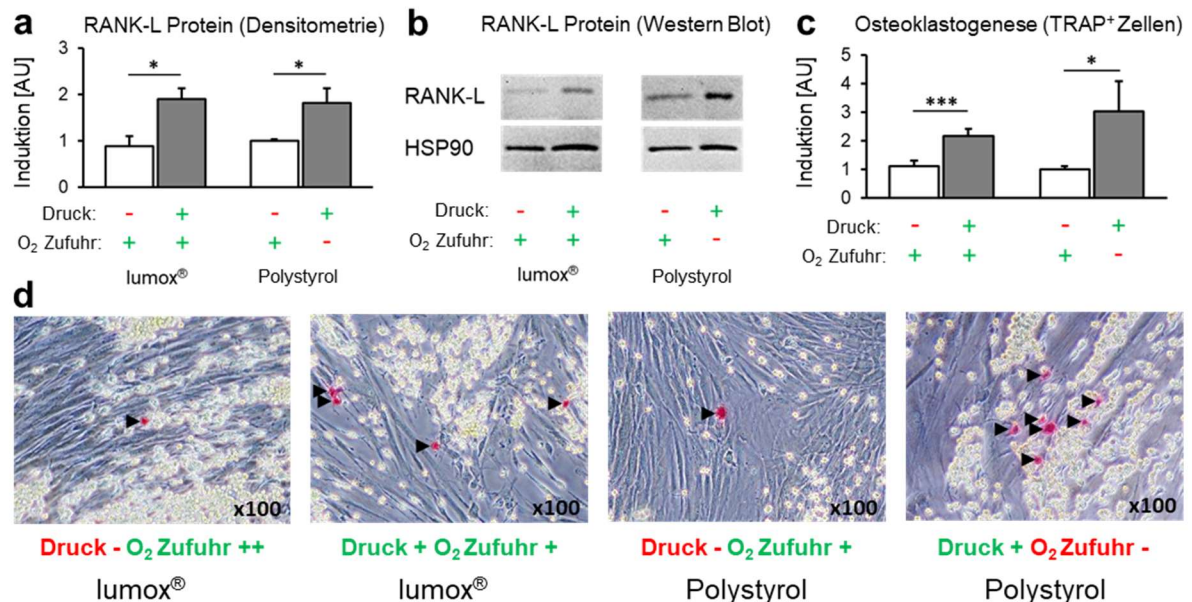 a
RANK-L Protein (Densitometrie)
Induktion [AU]
3
2
1
0
*
*
Druck: - + - +
O₂ Zufuhr: + + + -
lumox® Polystyrol
b
RANK-L Protein (Western Blot)
RANK-L
HSP90
Druck: - + - +
O₂ Zufuhr: + + + -
lumox® Polystyrol
c
Osteoklastogenese (TRAP⁺ Zellen)
Induktion [AU]
5
4
3
2
1
0
***
*
Druck: - + - +
O₂ Zufuhr: + + + -
d
x100
x100
x100
x100
Druck - O₂ Zufuhr ++
Druck + O₂ Zufuhr +
Druck - O₂ Zufuhr +
Druck + O₂ Zufuhr -
lumox®
lumox®
Polystyrol
Polystyrol